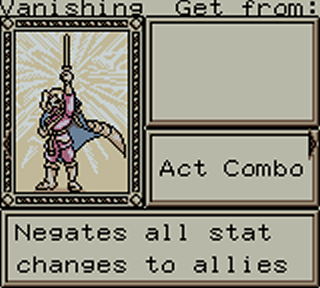 Vanishing Get from:
Act Combo
Negates all stat
changes to allies